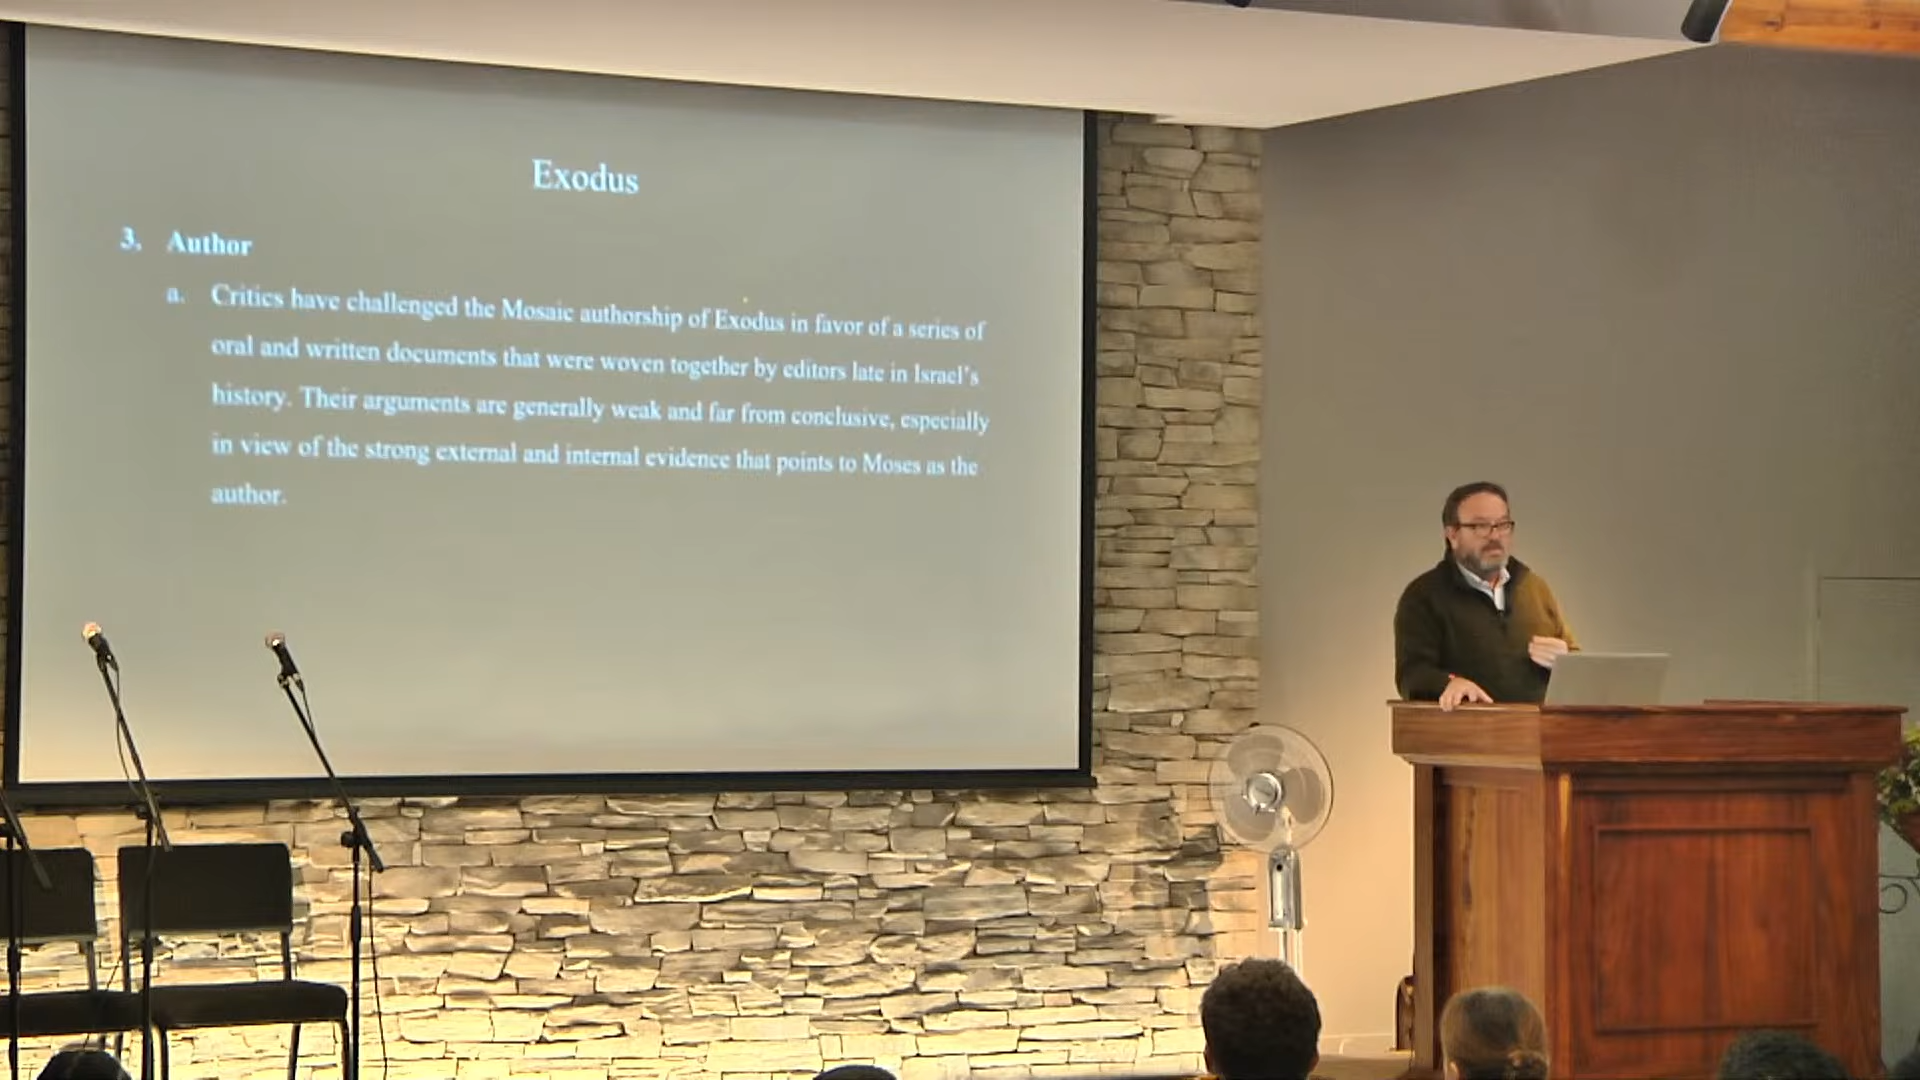 Exodus
3. Author
a. Critics have challenged the Mosaic authorship of Exodus in favor of a series of
oral and written documents that were woven together by editors late in Israel's
history. Their arguments are generally weak and far from conclusive, especially
in view of the strong external and internal evidence that points to Moses as the
author.